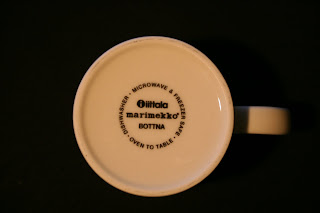 iittala
marimekko®
BOTTNA
DISHWASHER • MICROWAVE & FREEZER SAFE • OVEN TO TABLE •